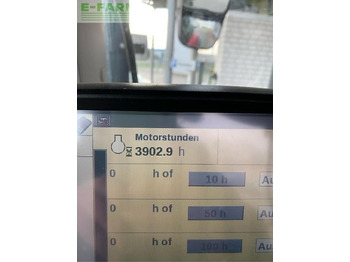 E-FARM
Motorstunden
3902.9 h
0 h of 10 h Au
0 h of 50 h Au
0 h of 100 h Au